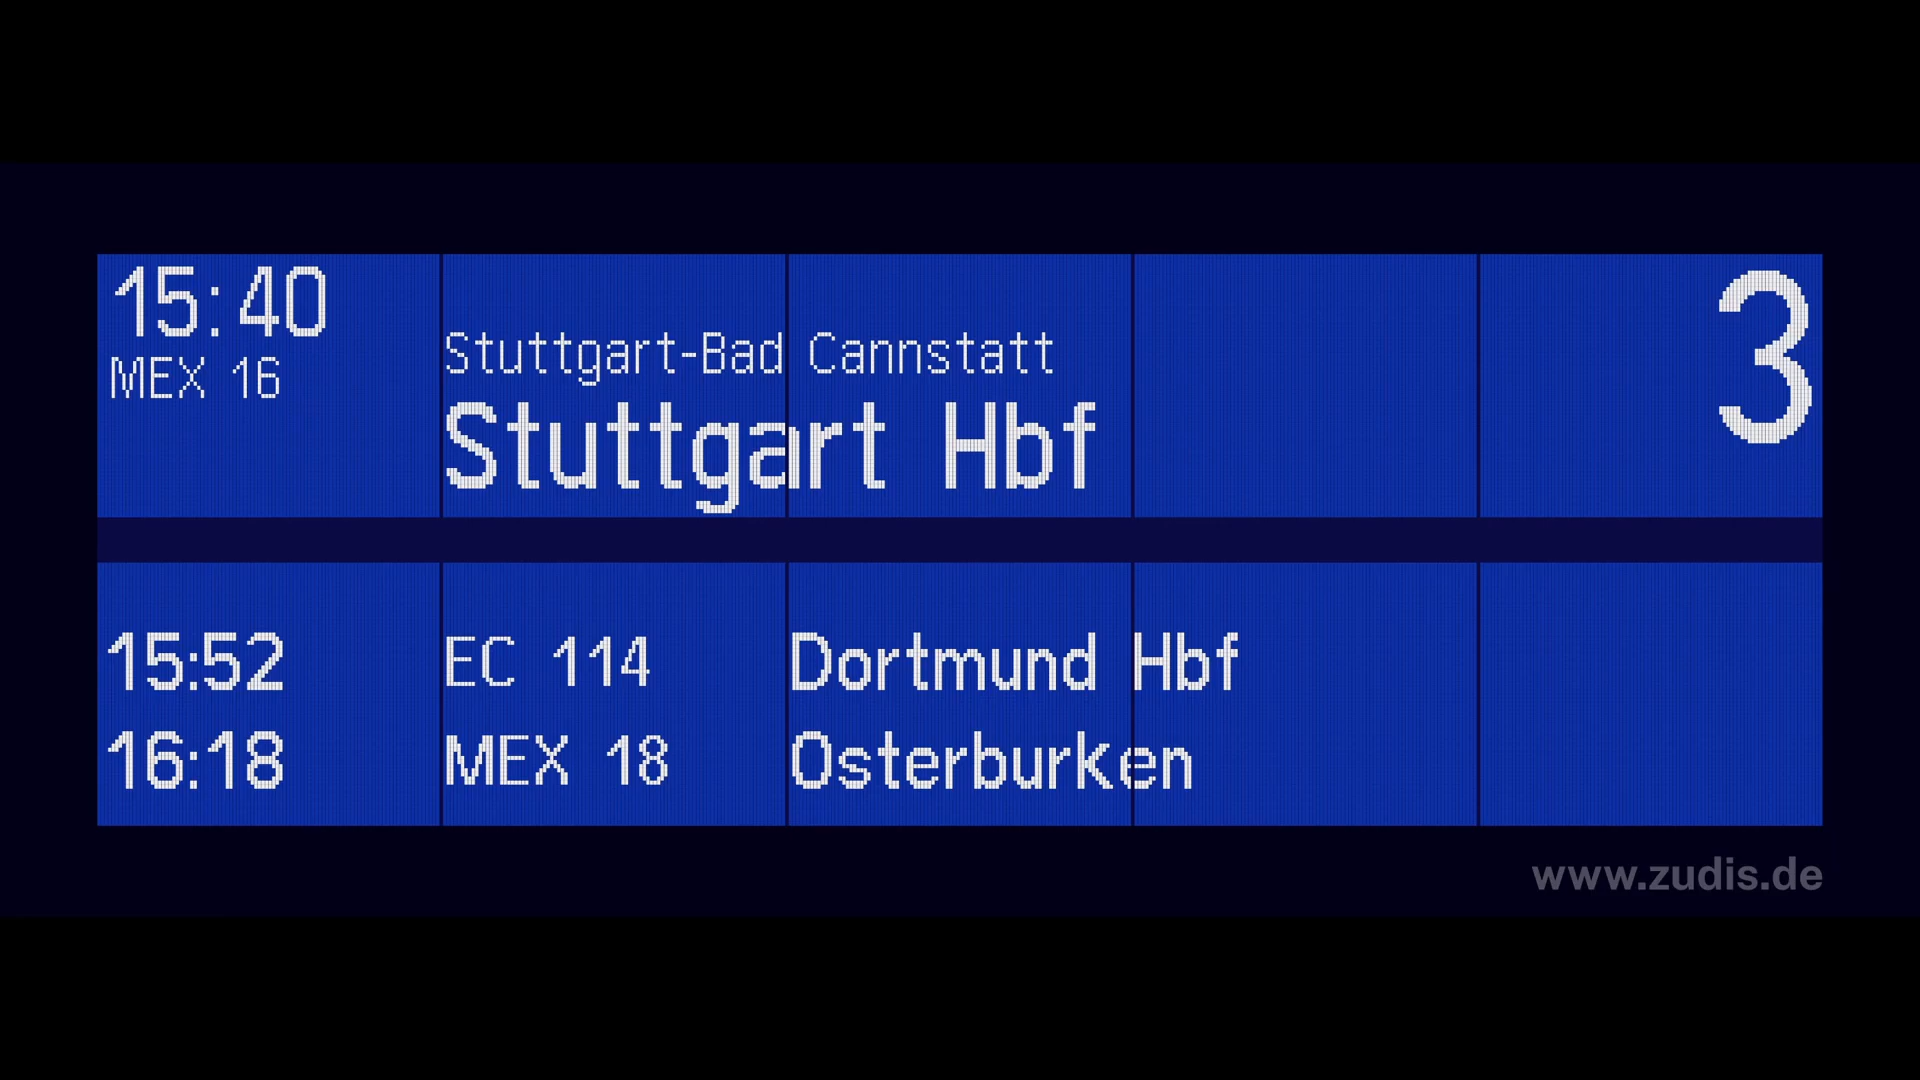 15:40
3
MEX 16
Stuttgart-Bad Cannstatt
Stuttgart Hbf
15:52 EC 114 Dortmund Hbf
16:18 MEX 18 Osterburken
www.zudis.de